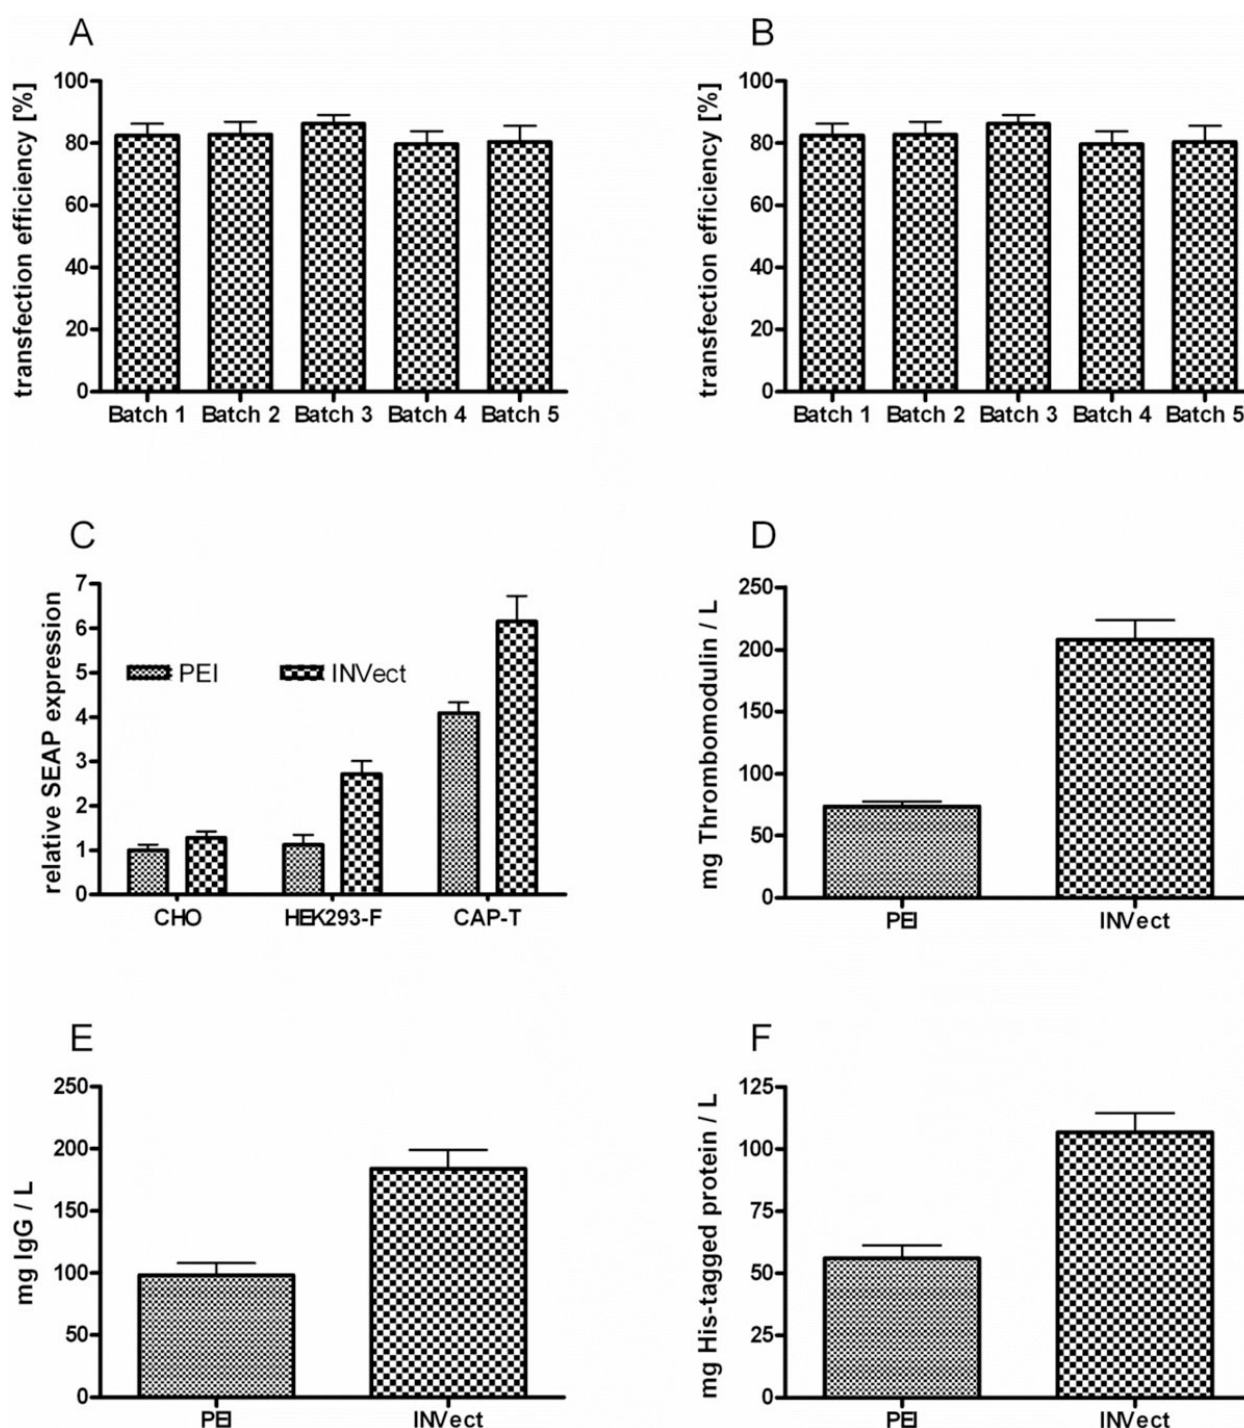 A
transfection efficiency [%]
100
80
60
40
20
0
Batch 1 Batch 2 Batch 3 Batch 4 Batch 5
B
transfection efficiency [%]
100
80
60
40
20
0
Batch 1 Batch 2 Batch 3 Batch 4 Batch 5
C
relative SEAP expression
7
6
5
4
3
2
1
0
PEI INVect
CHO HEK293-F CAP-T
D
mg Thrombomodulin / L
250
200
150
100
50
0
PEI INVect
E
mg IgG / L
250
200
150
100
50
0
PEI INVect
F
mg His-tagged protein / L
125
100
75
50
25
0
PEI INVect